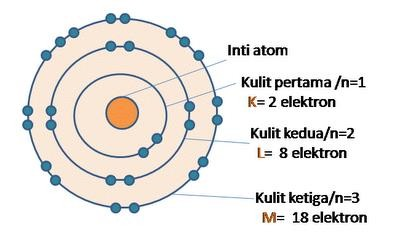 Inti atom
Kulit pertama /n=1
K= 2 elektron
Kulit kedua/n=2
L= 8 elektron
Kulit ketiga/n=3
M= 18 elektron